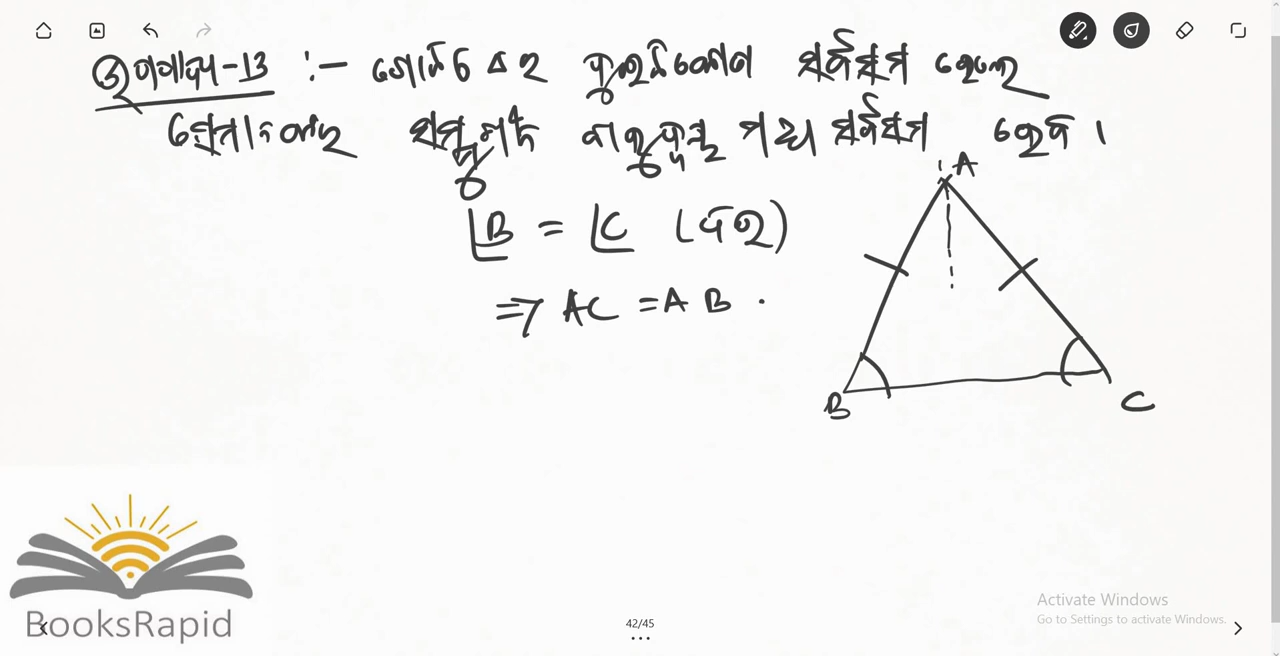 ଉପପାଦ୍ୟ-13 :- ଗୋଟିଏ Δ ର ଦୁଇଟି କୋଣ ସର୍ବସମ ହେଲେ
ସେମାନଙ୍କର ସମ୍ମୁଖୀନ ବାହୁଦ୍ୱୟ ମଧ୍ୟ ସର୍ବସମ ହେବ ।
A
∠B = ∠C (ଦତ୍ତ)
⇒ AC = AB .
B
C
BooksRapid
Activate Windows
Go to Settings to activate Windows.
42/45